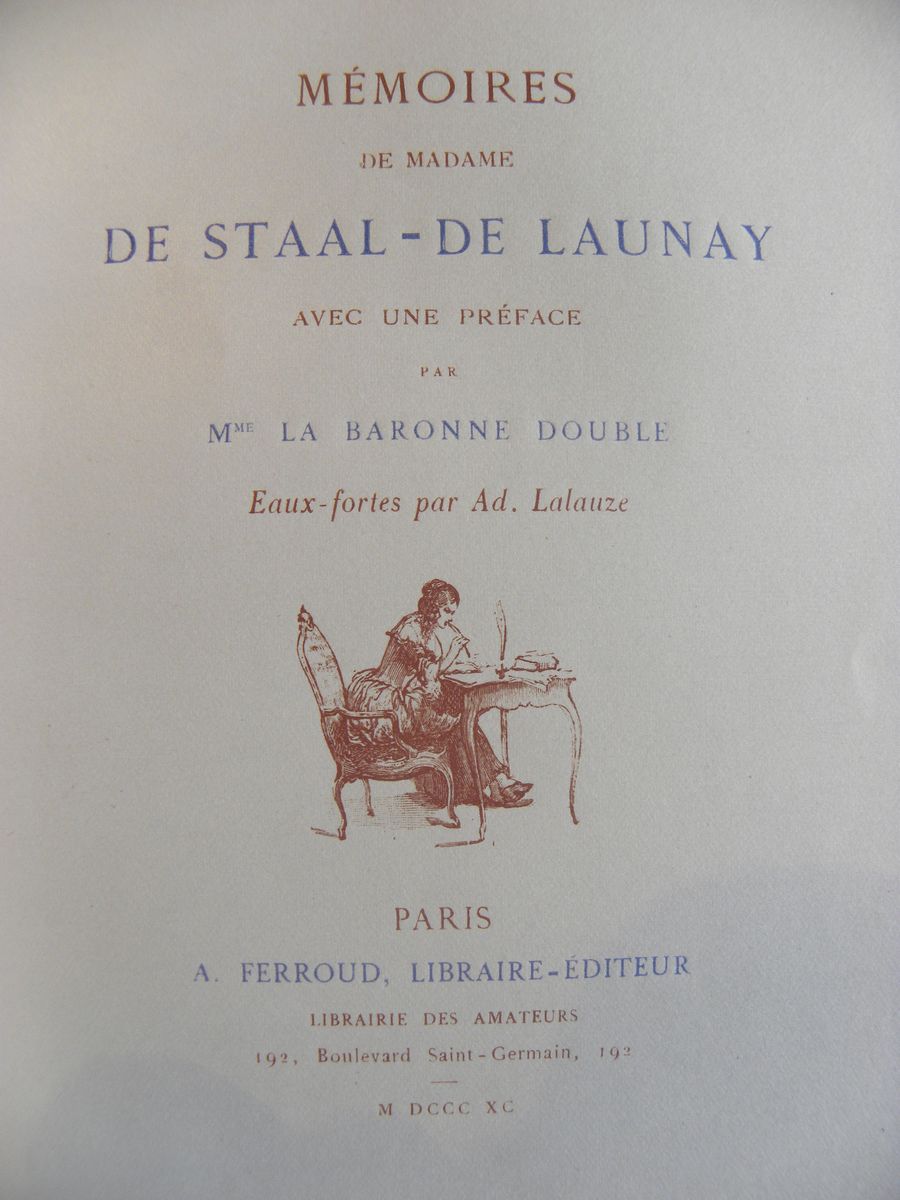 MÉMOIRES
DE MADAME
DE STAAL-DE LAUNAY
AVEC UNE PRÉFACE
PAR
MME LA BARONNE DOUBLE
Eaux-fortes par Ad. Lalauze
PARIS
A. FERROUD, LIBRAIRE-ÉDITEUR
LIBRAIRIE DES AMATEURS
192, Boulevard Saint-Germain, 192
M DCCC XC